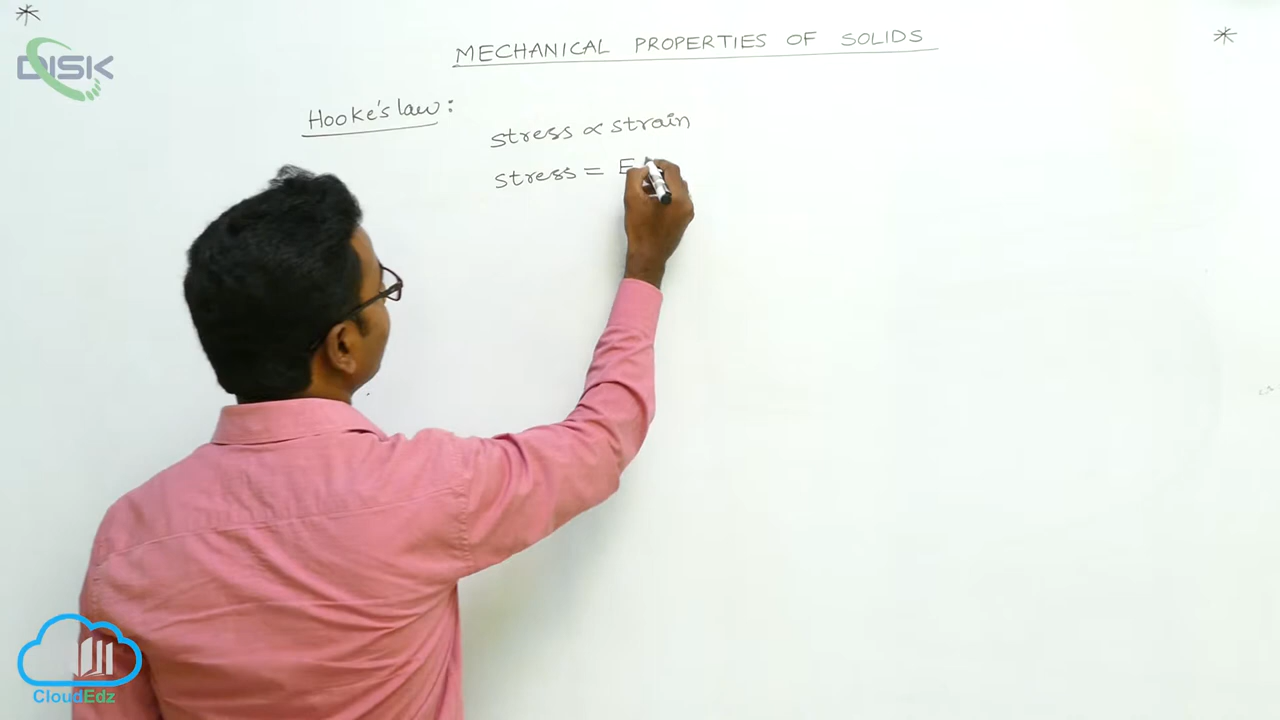 MECHANICAL PROPERTIES OF SOLIDS
DISK
Hooke's law :
stress ∝ strain
stress = E
CloudEdz